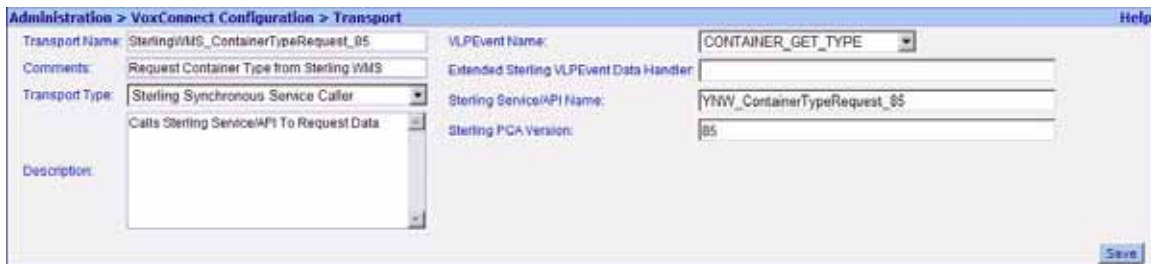 Administration > VoxConnect Configuration > Transport
Help
Transport Name: SterlingWMS_ContainerTypeRequest_85
Comments: Request Container Type from Sterling WMS
Transport Type: Sterling Synchronous Service Caller
Description: Calls Sterling Service/API To Request Data
VLPEvent Name: CONTAINER_GET_TYPE
Extended Sterling VLPEvent Data Handler:
Sterling Service/API Name: YNW_ContainerTypeRequest_85
Sterling PCA Version: 85
Save